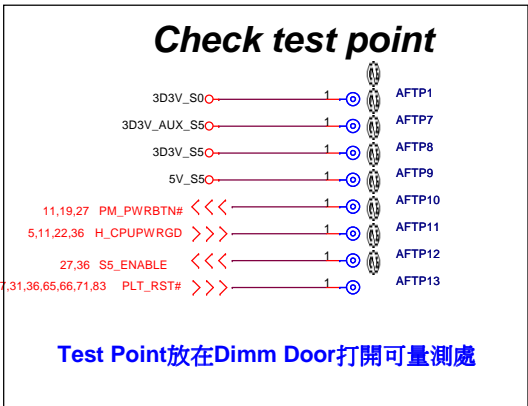 Check test point
3D3V_S0 1 AFTP1
3D3V_AUX_S5 1 AFTP7
3D3V_S5 1 AFTP8
5V_S5 1 AFTP9
11,19,27 PM_PWRBTN# 1 AFTP10
5,11,22,36 H_CPUPWRGD 1 AFTP11
27,36 S5_ENABLE 1 AFTP12
7,31,36,65,66,71,83 PLT_RST# 1 AFTP13
Test Point放在Dimm Door打開可量測處